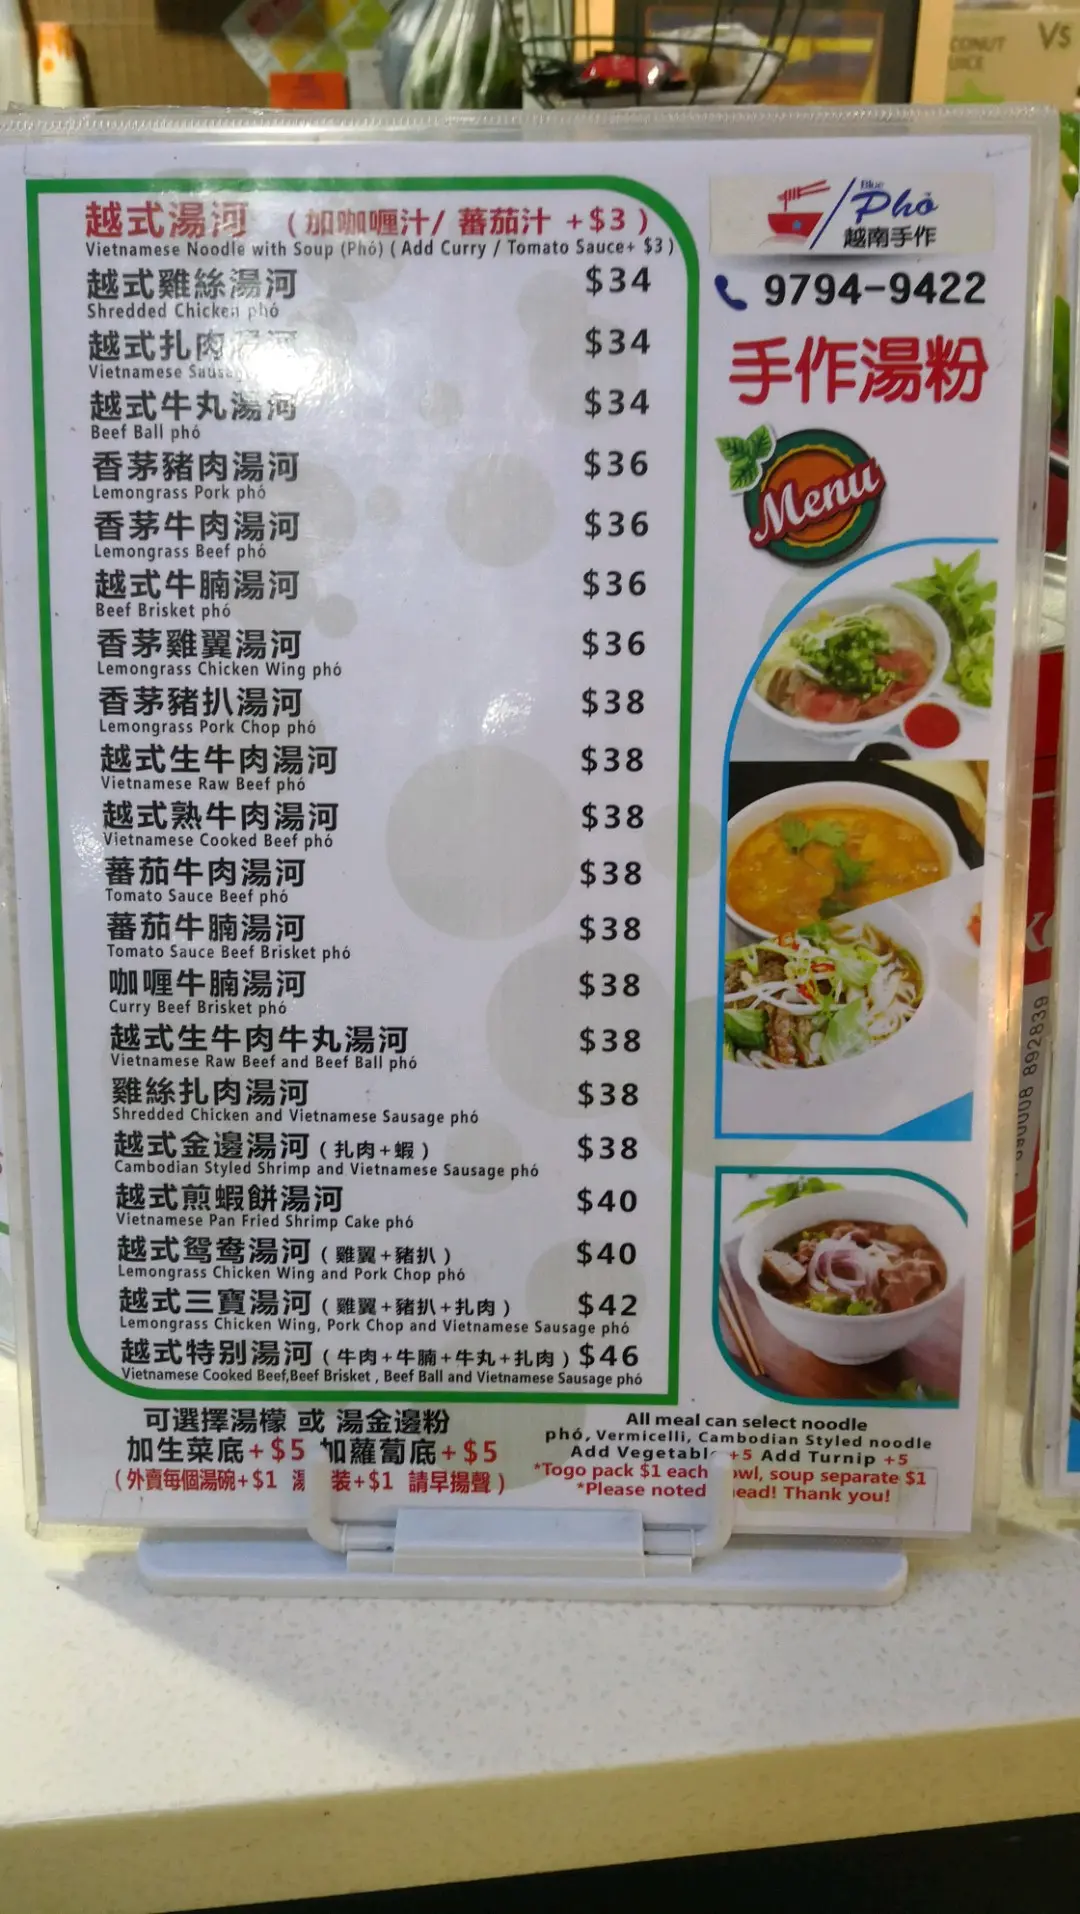 CONUT
UICE
VS
越式湯河 (加咖喱汁/ 蕃茄汁 +$3)
Vietnamese Noodle with Soup (Phó) ( Add Curry / Tomato Sauce+ $3 )
越式雞絲湯河 $34
Shredded Chicken phó
越式扎肉湯河 $34
Vietnamese Sausage
越式牛丸湯河 $34
Beef Ball phó
香茅豬肉湯河 $36
Lemongrass Pork phó
香茅牛肉湯河 $36
Lemongrass Beef phó
越式牛腩湯河 $36
Beef Brisket phó
香茅雞翼湯河 $36
Lemongrass Chicken Wing phó
香茅豬扒湯河 $38
Lemongrass Pork Chop phó
越式生牛肉湯河 $38
Vietnamese Raw Beef phó
越式熟牛肉湯河 $38
Vietnamese Cooked Beef phó
蕃茄牛肉湯河 $38
Tomato Sauce Beef phó
蕃茄牛腩湯河 $38
Tomato Sauce Beef Brisket phó
咖喱牛腩湯河 $38
Curry Beef Brisket phó
越式生牛肉牛丸湯河 $38
Vietnamese Raw Beef and Beef Ball phó
雞絲扎肉湯河 $38
Shredded Chicken and Vietnamese Sausage phó
越式金邊湯河 (扎肉+蝦) $38
Cambodian Styled Shrimp and Vietnamese Sausage phó
越式煎蝦餅湯河 $40
Vietnamese Pan Fried Shrimp Cake phó
越式鴛鴦湯河 (雞翼+豬扒) $40
Lemongrass Chicken Wing and Pork Chop phó
越式三寶湯河 (雞翼+豬扒+扎肉) $42
Lemongrass Chicken Wing, Pork Chop and Vietnamese Sausage phó
越式特別湯河 (牛肉+牛腩+牛丸+扎肉) $46
Vietnamese Cooked Beef,Beef Brisket , Beef Ball and Vietnamese Sausage phó
可選擇湯檬 或 湯金邊粉
加生菜底+$5 加蘿蔔底+$5
(外賣每個湯碗+$1 湯 裝+$1 請早揚聲)
Blue
Phở
越南手作
9794-9422
手作湯粉
Menu
All meal can select noodle
phó, Vermicelli, Cambodian Styled noodle
Add Vegetabl +5 Add Turnip +5
*Togo pack $1 each owl, soup separate $1
*Please noted ead! Thank you!
892839